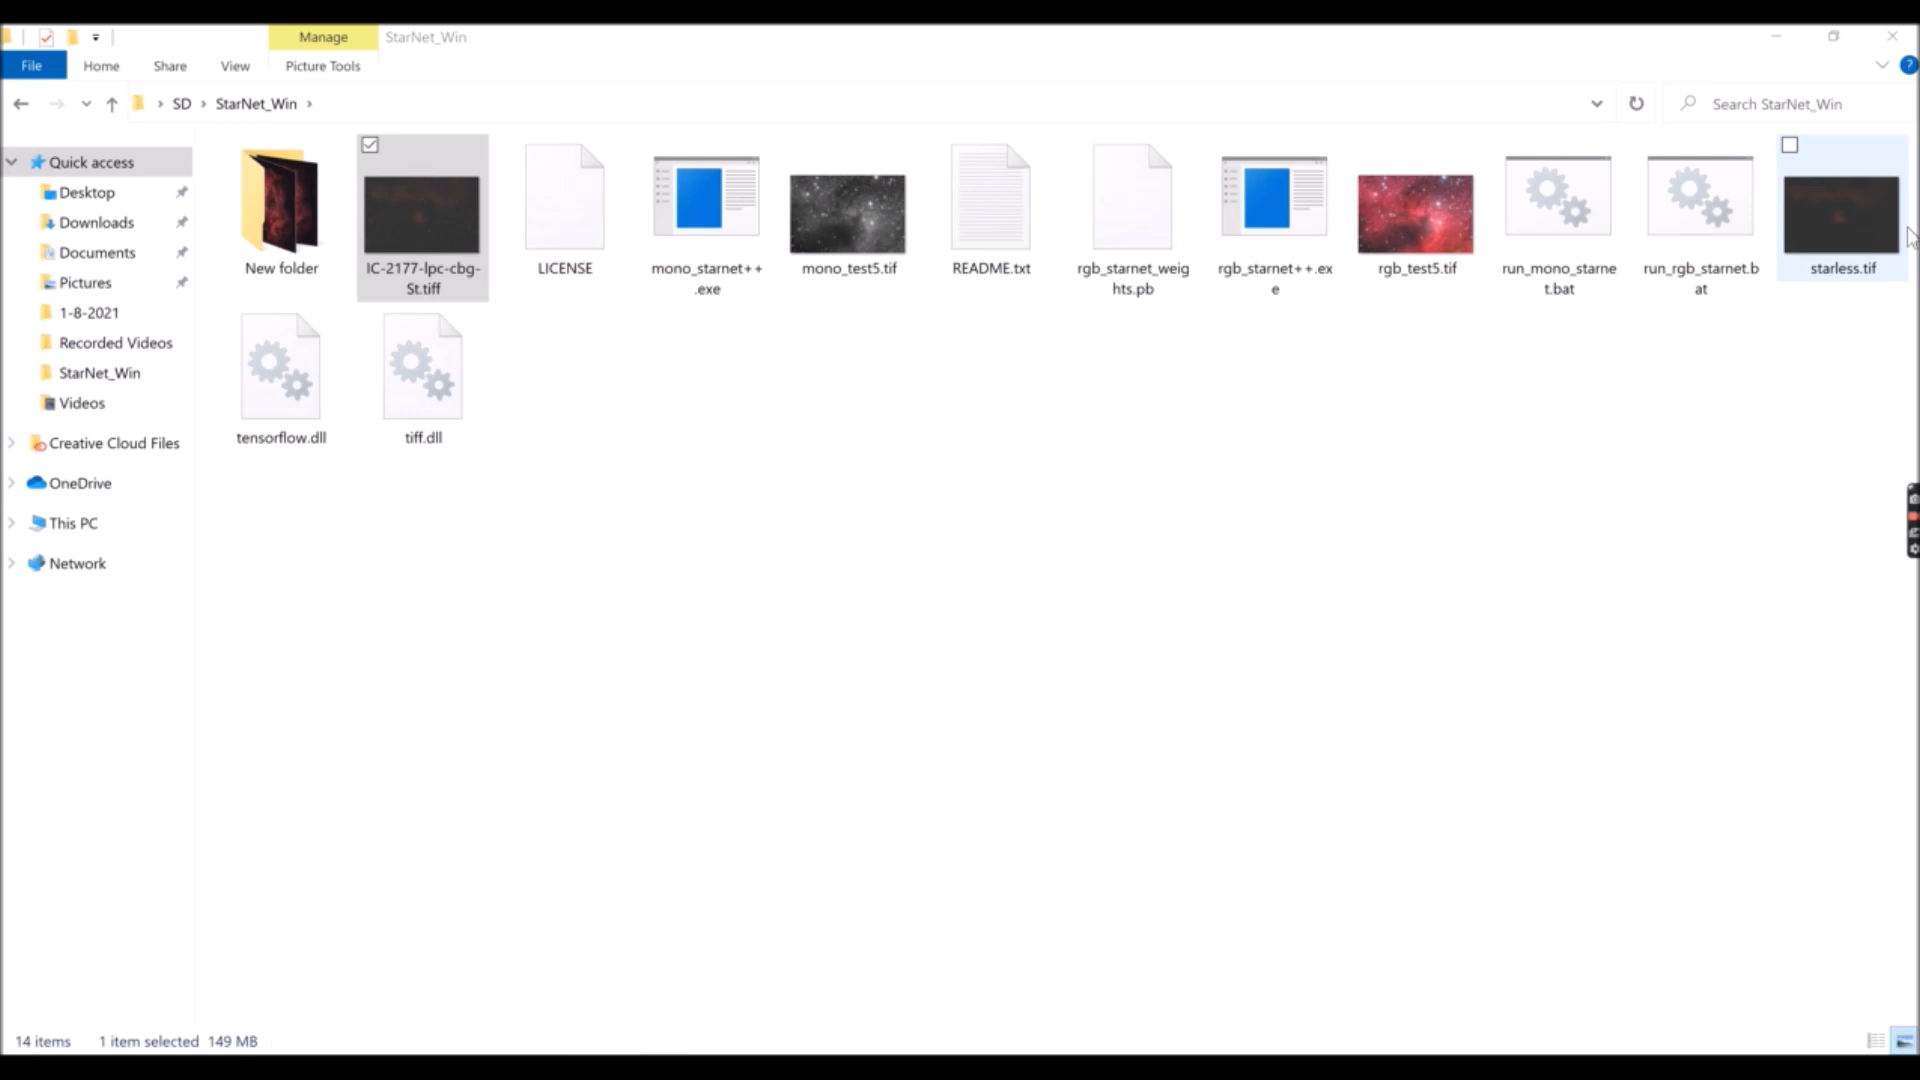 Manage
StarNet_Win
File
Home
Share
View
Picture Tools
SD
StarNet_Win
Search StarNet_Win
Quick access
Desktop
Downloads
Documents
Pictures
1-8-2021
Recorded Videos
StarNet_Win
Videos
Creative Cloud Files
OneDrive
This PC
Network
New folder
IC-2177-lpc-cbg-
St.tiff
LICENSE
mono_starnet++
.exe
mono_test5.tif
README.txt
rgb_starnet_weig
hts.pb
rgb_starnet++.ex
e
rgb_test5.tif
run_mono_starne
t.bat
run_rgb_starnet.b
at
starless.tif
tensorflow.dll
tiff.dll
14 items
1 item selected 149 MB